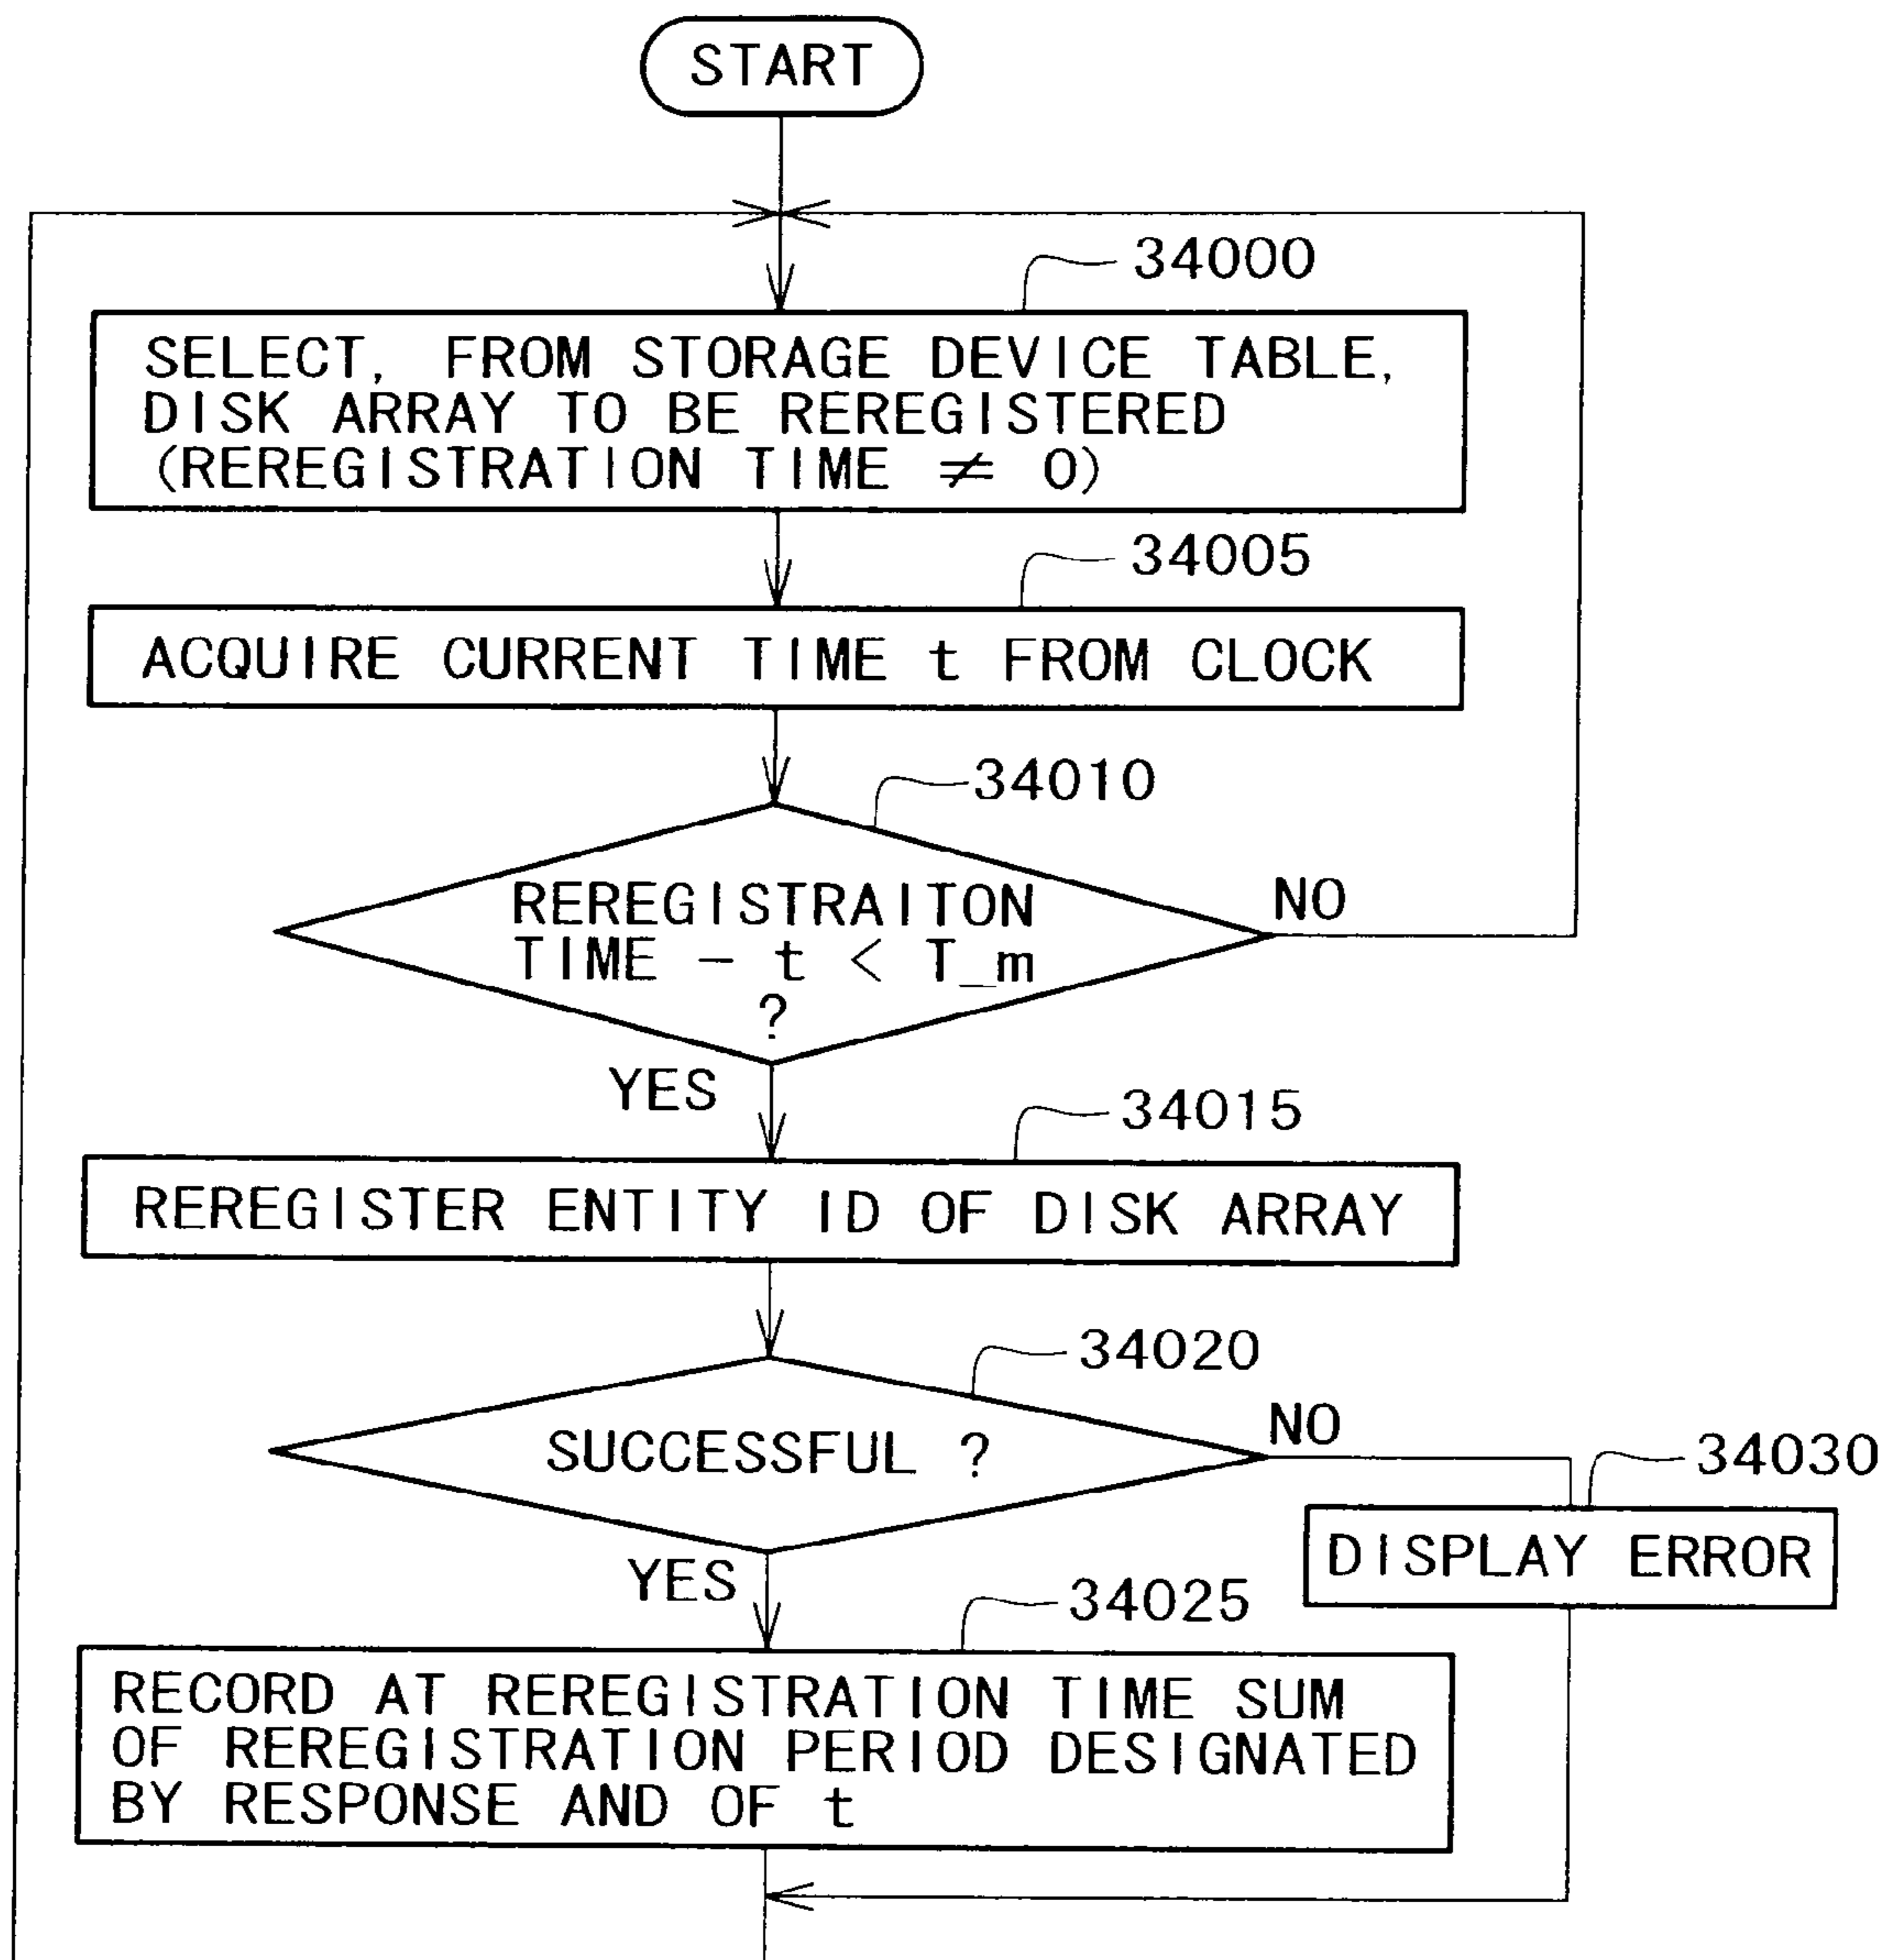 START
34000
SELECT, FROM STORAGE DEVICE TABLE,
DISK ARRAY TO BE REREGISTERED
(REREGISTRATION TIME ≠ 0)
34005
ACQUIRE CURRENT TIME t FROM CLOCK
34010
REREGISTRAITON
TIME - t < T_m
?
NO
YES
34015
REREGISTER ENTITY ID OF DISK ARRAY
34020
SUCCESSFUL ?
NO
34030
DISPLAY ERROR
YES
34025
RECORD AT REREGISTRATION TIME SUM
OF REREGISTRATION PERIOD DESIGNATED
BY RESPONSE AND OF t